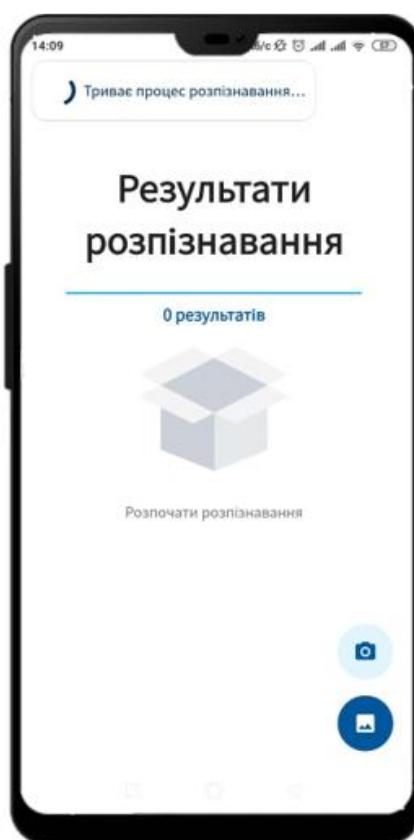 14:09
Триває процес розпізнавання...
Результати
розпізнавання
0 результатів
Розпочати розпізнавання